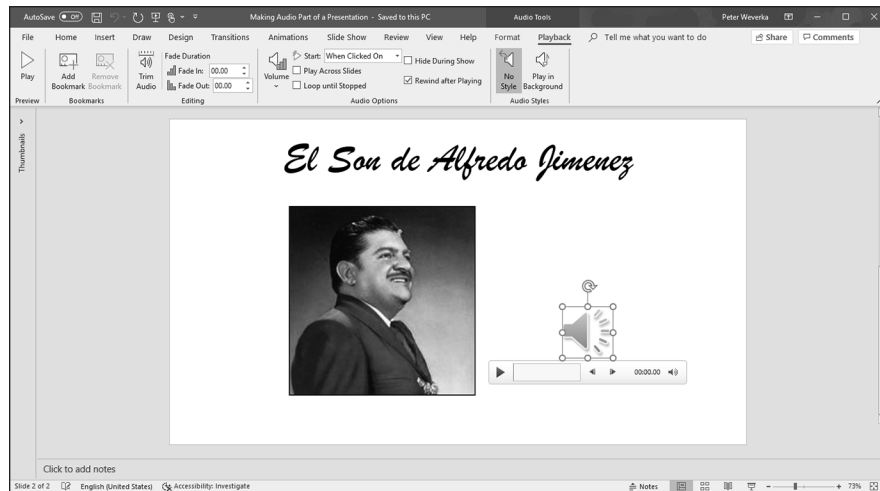 AutoSave Off Making Audio Part of a Presentation - Saved to this PC Audio Tools Peter Weverka
File Home Insert Draw Design Transitions Animations Slide Show Review View Help Format Playback Tell me what you want to do Share Comments
Play
Preview
Add Bookmark
Remove Bookmark
Bookmarks
Trim Audio
Fade Duration
Fade In: 00.00
Fade Out: 00.00
Editing
Volume
Start: When Clicked On
Play Across Slides
Loop until Stopped
Hide During Show
Rewind after Playing
Audio Options
No Style
Play in Background
Audio Styles
Thumbnails
El Son de Alfredo Jimenez
00:00.00
Click to add notes
Slide 2 of 2 English (United States) Accessibility: Investigate Notes 73%